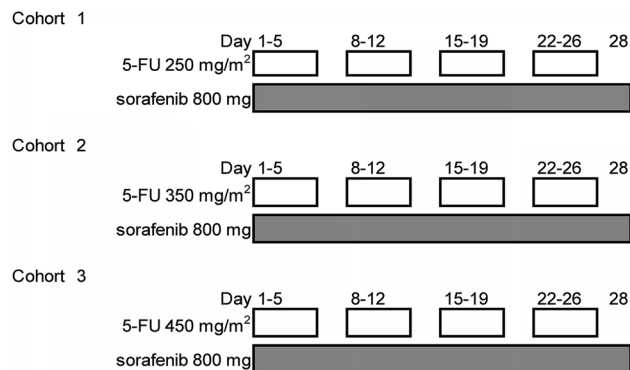 Cohort 1
Day 1-5 8-12 15-19 22-26 28
5-FU 250 mg/m²
sorafenib 800 mg
Cohort 2
Day 1-5 8-12 15-19 22-26 28
5-FU 350 mg/m²
sorafenib 800 mg
Cohort 3
Day 1-5 8-12 15-19 22-26 28
5-FU 450 mg/m²
sorafenib 800 mg